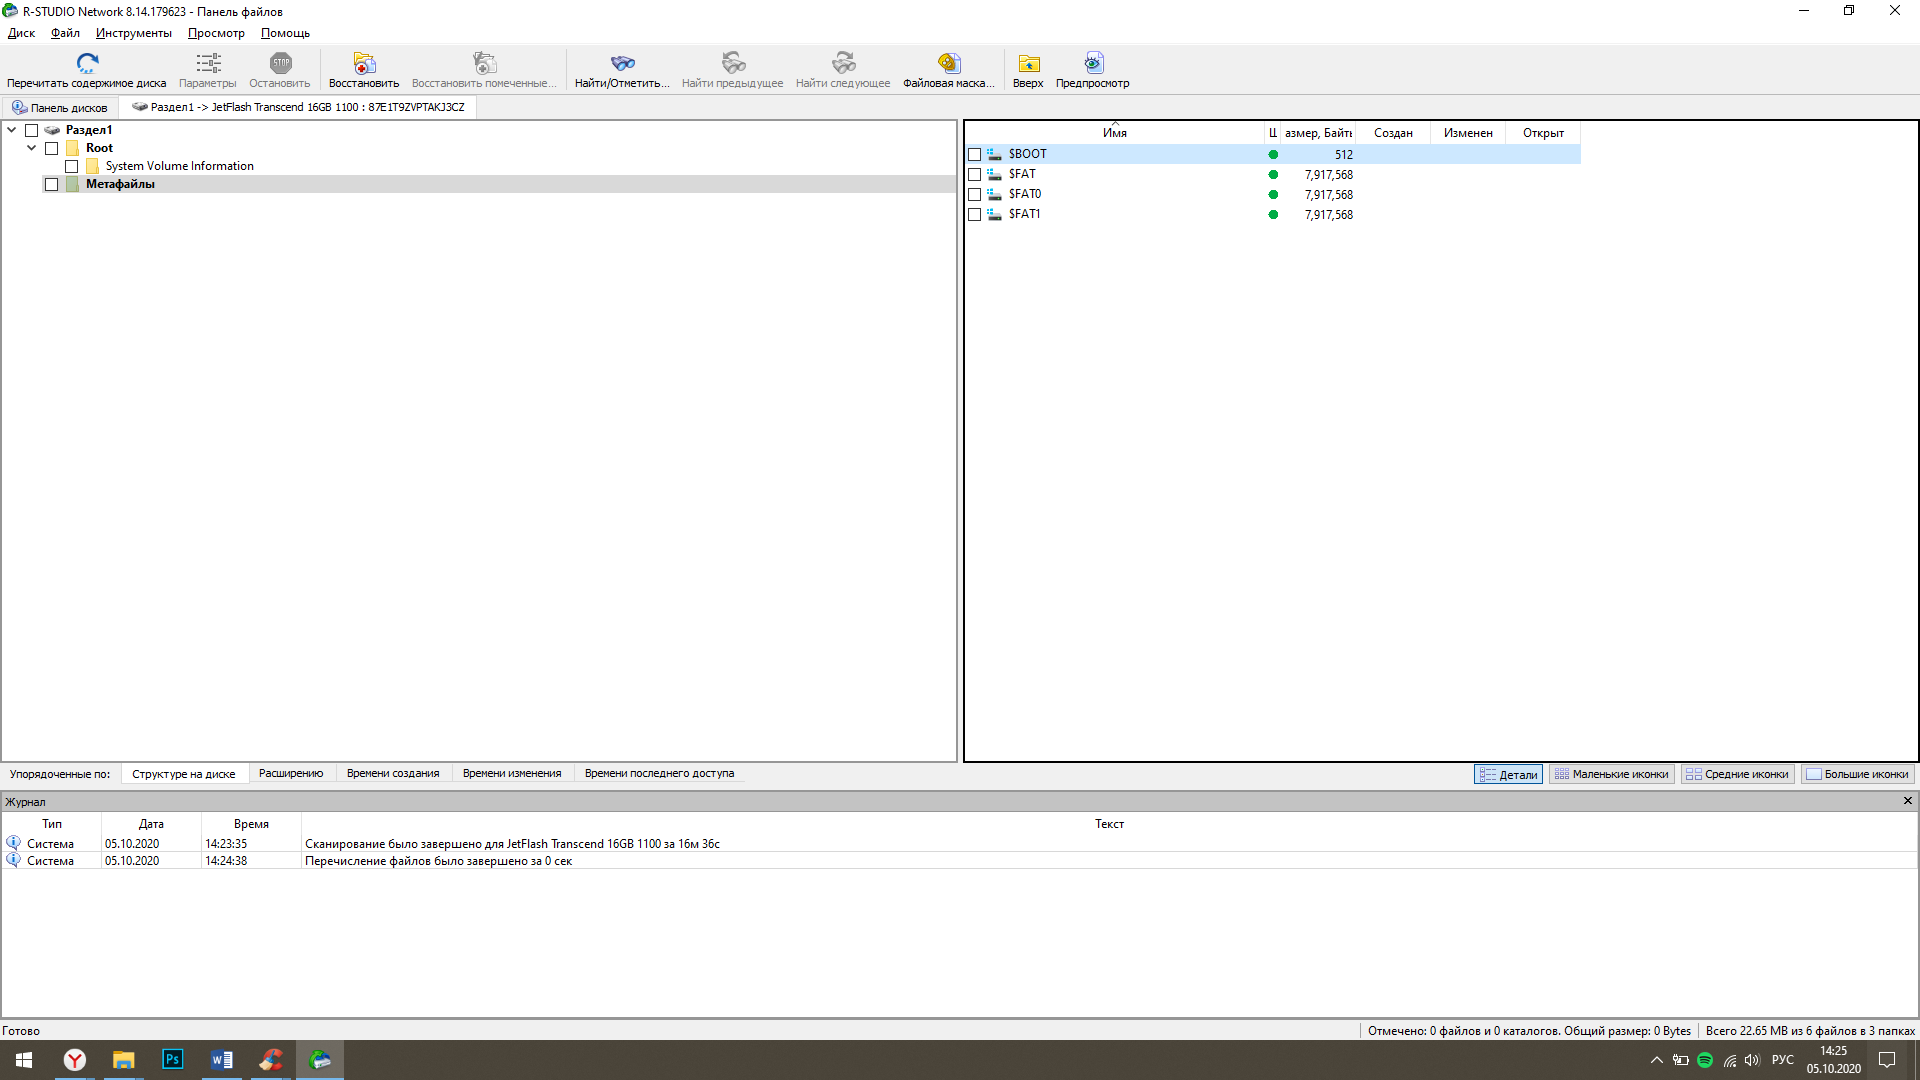 R-STUDIO Network 8.14.179623 - Панель файлов
Диск Файл Инструменты Просмотр Помощь
Перечитать содержимое диска Параметры Остановить Восстановить Восстановить помеченные... Найти/Отметить... Найти предыдущее Найти следующее Файловая маска... Вверх Предпросмотр
Панель дисков Раздел1 -> JetFlash Transcend 16GB 1100 : 87E1T9ZVPTAKJ3CZ
Раздел1
Root
System Volume Information
Метафайлы
Имя Ц азмер, Байть Создан Изменен Открыт
$BOOT 512
$FAT 7,917,568
$FAT0 7,917,568
$FAT1 7,917,568
Упорядоченные по: Структуре на диске Расширению Времени создания Времени изменения Времени последнего доступа
Детали Маленькие иконки Средние иконки Большие иконки
Журнал
Тип Дата Время Текст
Система 05.10.2020 14:23:35 Сканирование было завершено для JetFlash Transcend 16GB 1100 за 16м 36с
Система 05.10.2020 14:24:38 Перечисление файлов было завершено за 0 сек
Готово Отмечено: 0 файлов и 0 каталогов. Общий размер: 0 Bytes Всего 22.65 MB из 6 файлов в 3 папках
РУС 14:25
05.10.2020